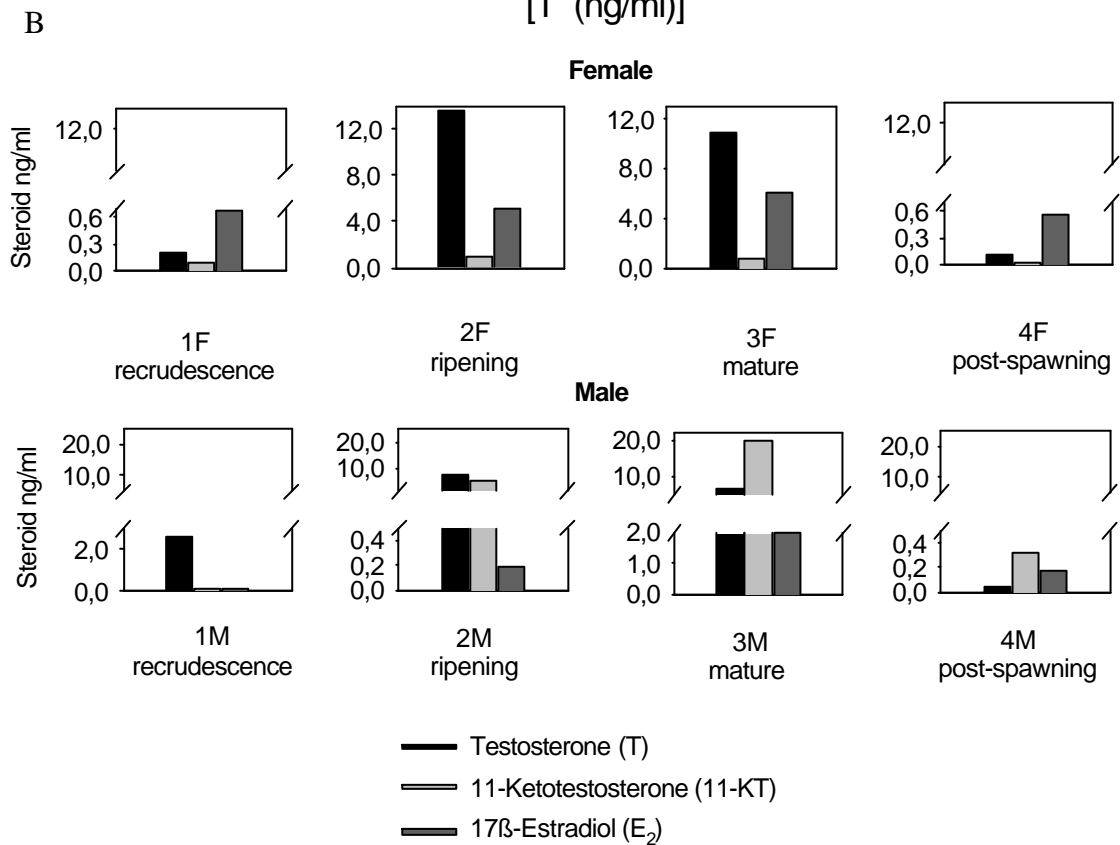 [T (ng/ml)]
B
Female
Steroid ng/ml
12,0
0,6
0,3
0,0
1F
recrudescence
12,0
8,0
4,0
0,0
2F
ripening
12,0
8,0
4,0
0,0
3F
mature
12,0
0,6
0,3
0,0
4F
post-spawning
Male
Steroid ng/ml
20,0
10,0
2,0
0,0
1M
recrudescence
20,0
10,0
0,4
0,2
0,0
2M
ripening
20,0
10,0
2,0
1,0
0,0
3M
mature
20,0
10,0
0,4
0,2
0,0
4M
post-spawning
Testosterone (T)
11-Ketotestosterone (11-KT)
17ß-Estradiol (E₂)